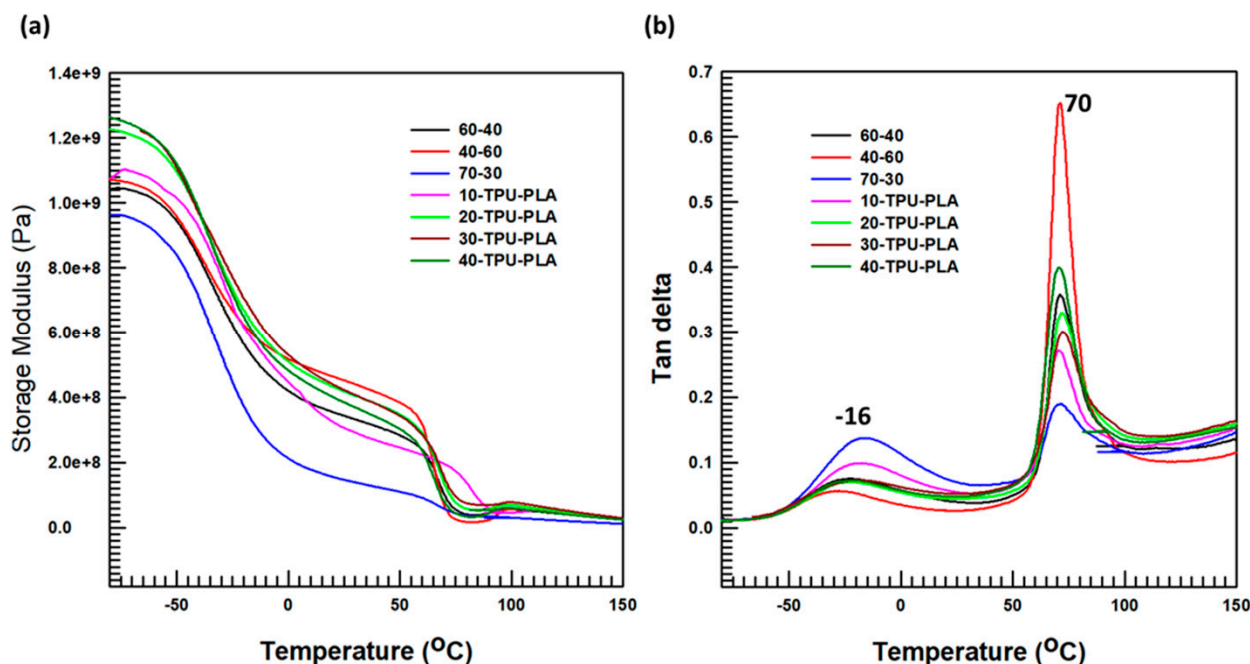 (a)
Storage Modulus (Pa)
1.4e+9
1.2e+9
1.0e+9
8.0e+8
6.0e+8
4.0e+8
2.0e+8
0.0
60-40
40-60
70-30
10-TPU-PLA
20-TPU-PLA
30-TPU-PLA
40-TPU-PLA
-50 0 50 100 150
Temperature (°C)
(b)
Tan delta
0.7
0.6
0.5
0.4
0.3
0.2
0.1
0.0
70
60-40
40-60
70-30
10-TPU-PLA
20-TPU-PLA
30-TPU-PLA
40-TPU-PLA
-16
-50 0 50 100 150
Temperature (°C)